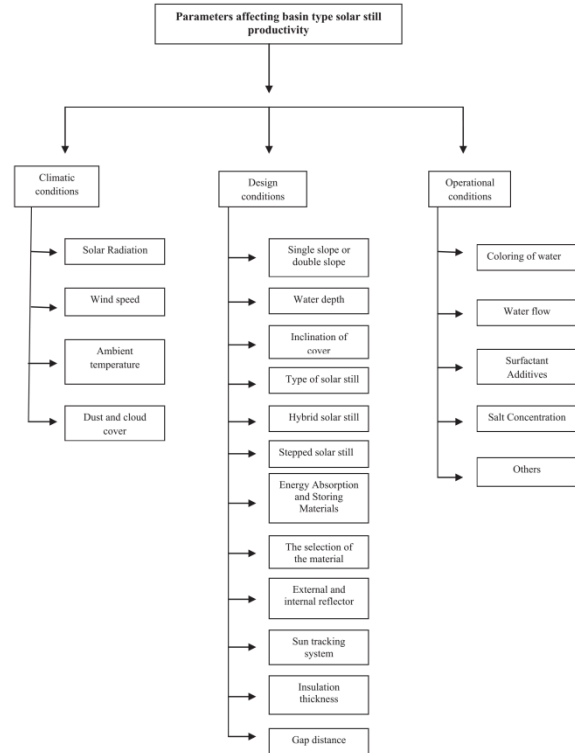 Parameters affecting basin type solar still
productivity
Climatic
conditions
Solar Radiation
Wind speed
Ambient
temperature
Dust and cloud
cover
Design
conditions
Single slope or
double slope
Water depth
Inclination of
cover
Type of solar still
Hybrid solar still
Stepped solar still
Energy Absorption
and Storing
Materials
The selection of
the material
External and
internal reflector
Sun tracking
system
Insulation
thickness
Gap distance
Operational
conditions
Coloring of water
Water flow
Surfactant
Additives
Salt Concentration
Others